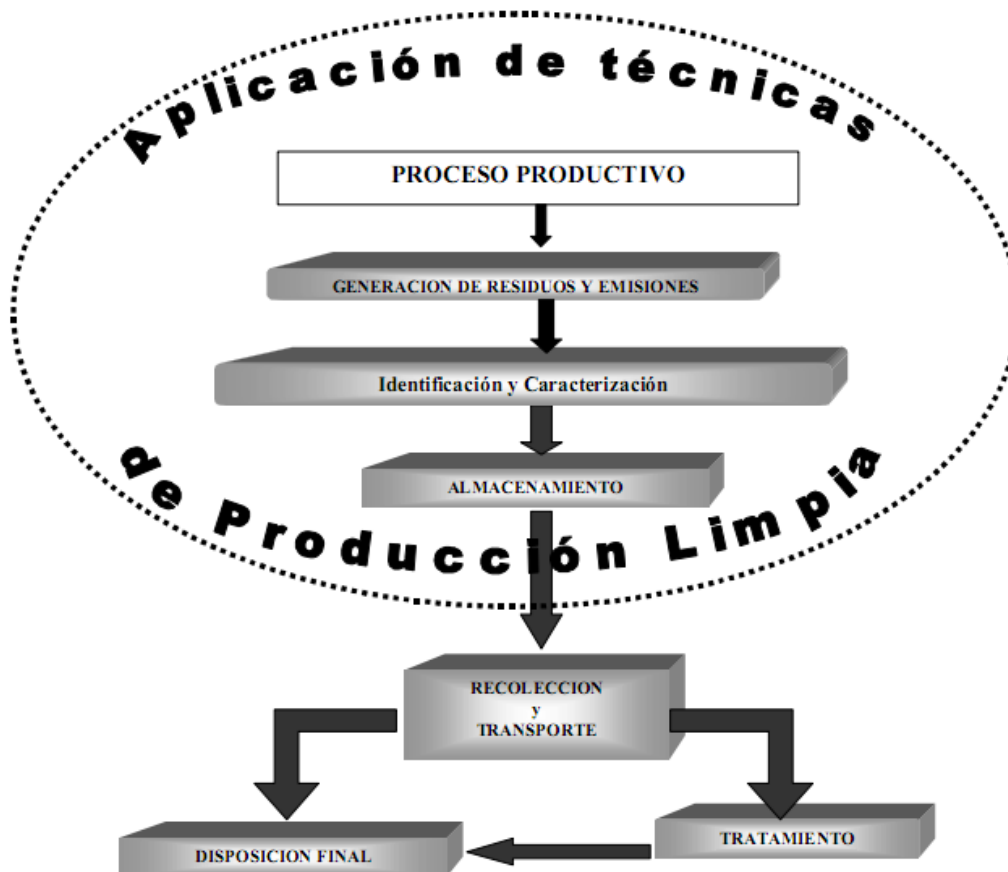 Aplicación de técnicas
PROCESO PRODUCTIVO
GENERACION DE RESIDUOS Y EMISIONES
Identificación y Caracterización
ALMACENAMIENTO
de Producción Limpia
RECOLECCION
y
TRANSPORTE
DISPOSICION FINAL
TRATAMIENTO